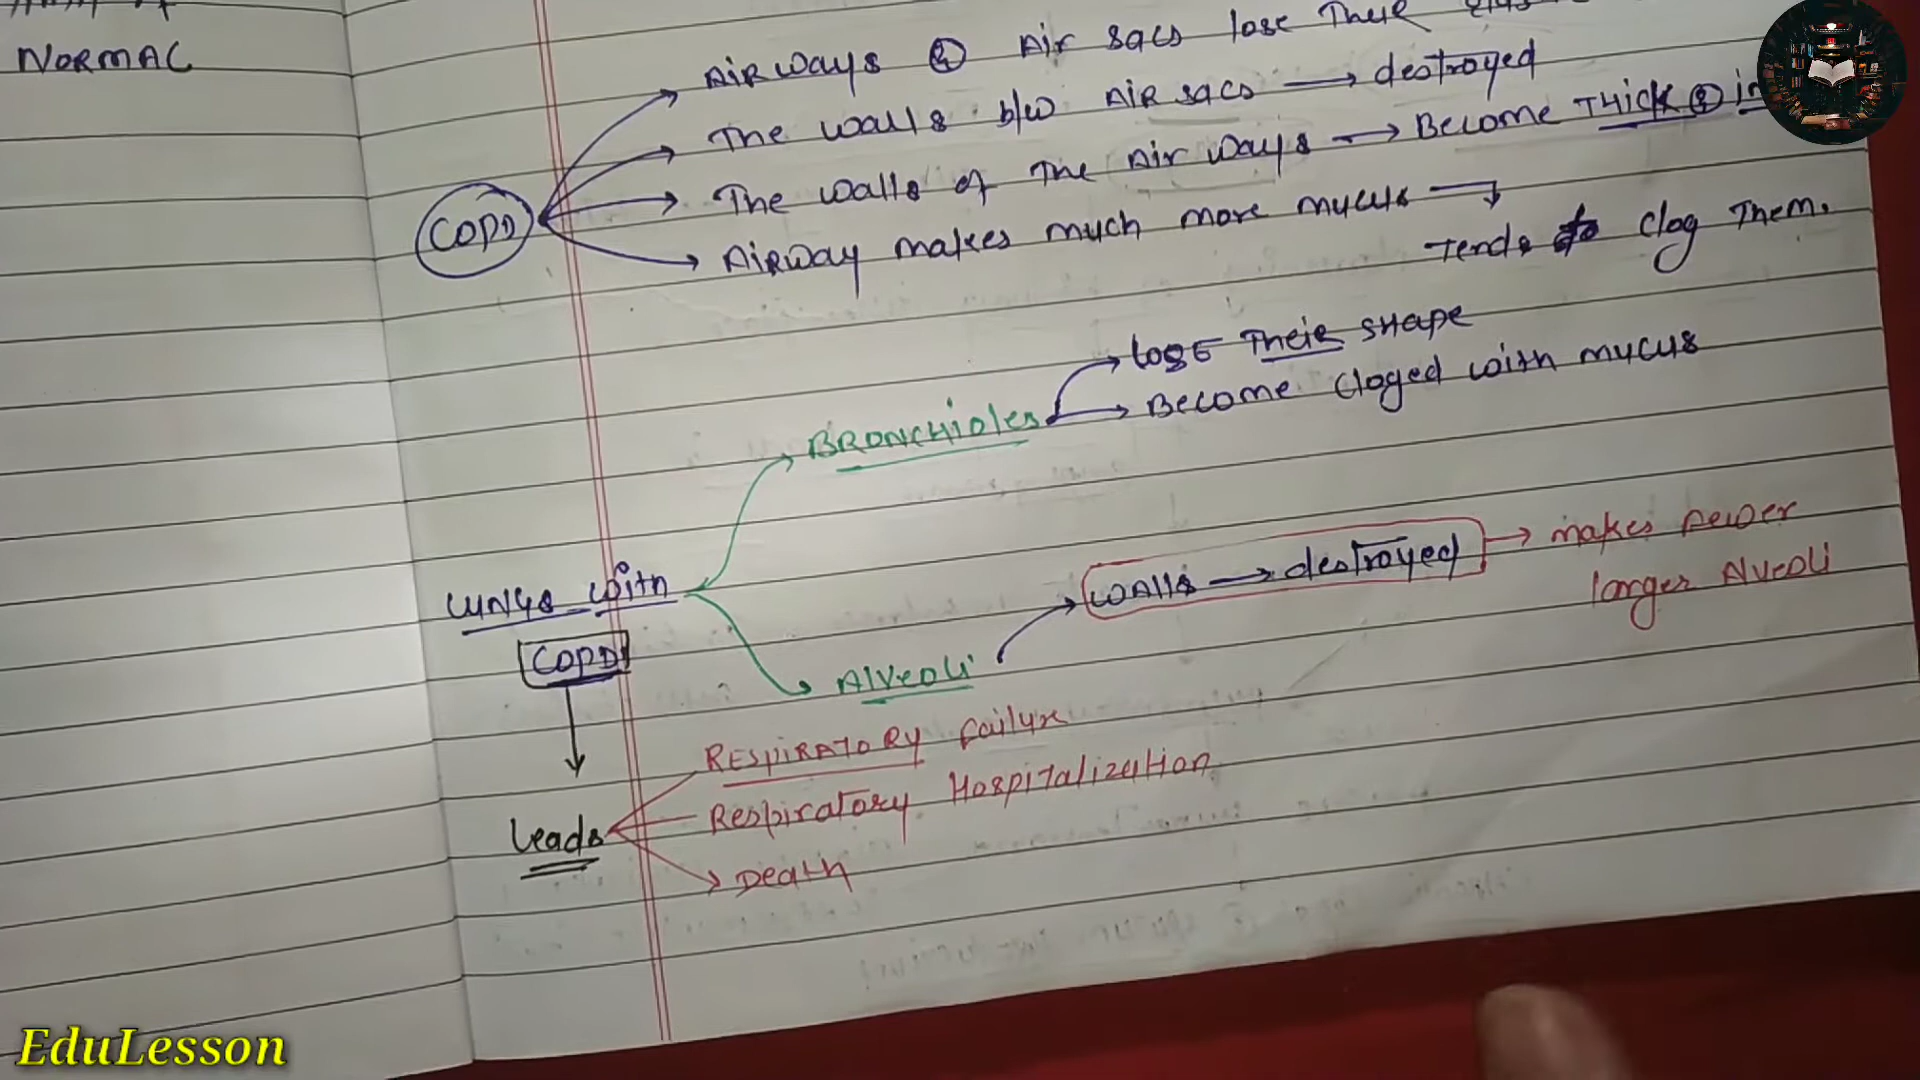 NORMAL
AirWays & Air sacs lose Their
The walls b/w Air sacs → destroyed
The walls of The Air Ways → Become Thick & in
COPD
AirWay makes much more mucus →
Tends to Clog Them.
lose Their SHape
BRONCHIOles
Become Cloged with mucus
makes fewer
WAlls → destroyed
larger Alveoli
LUNGS with
COPD
Alveoli
RESPIRATORY failure
Respiratory Hospitalization
leads
Death
EduLesson